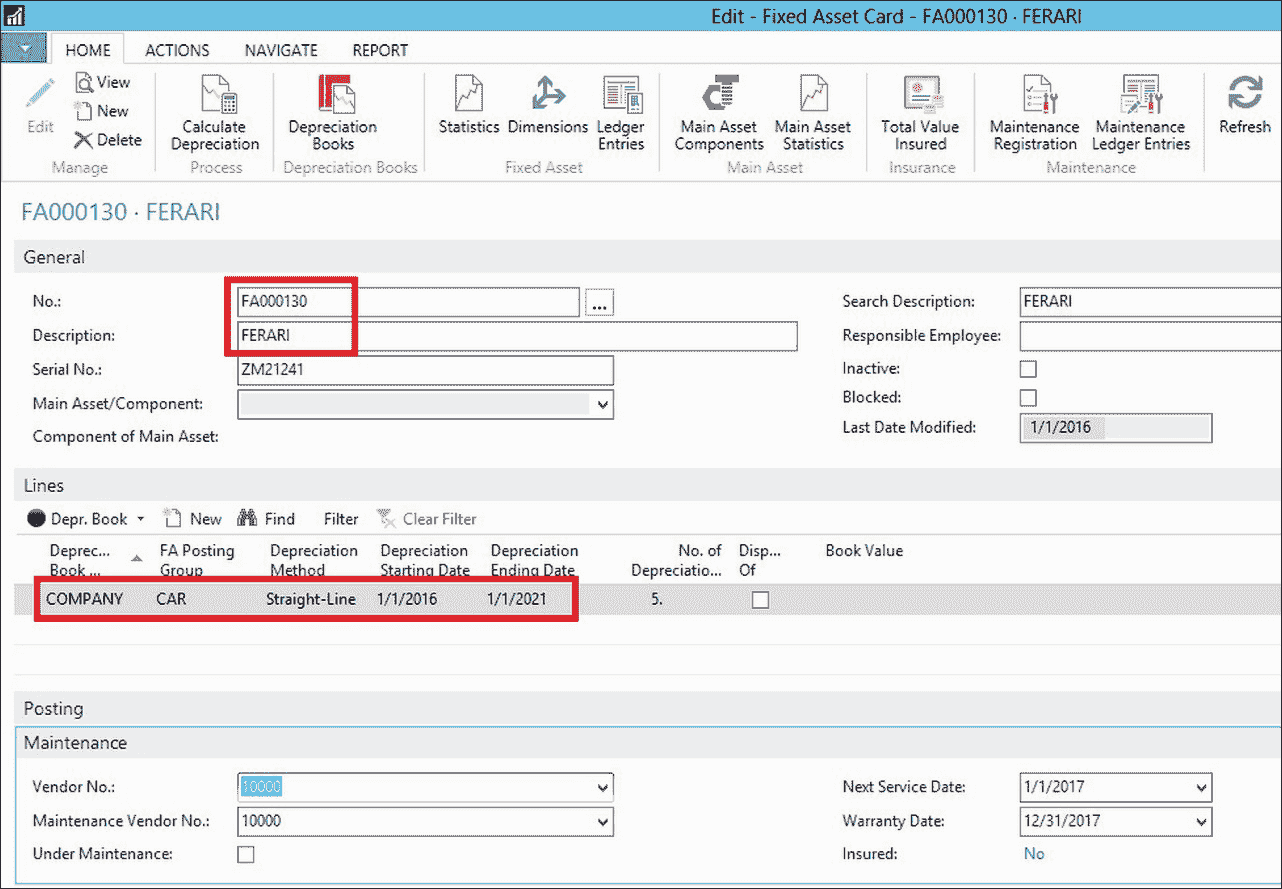 Edit - Fixed Asset Card - FA000130 · FERARI
HOME ACTIONS NAVIGATE REPORT
Edit
View
New
Delete
Manage
Calculate
Depreciation
Process
Depreciation
Books
Depreciation Books
Statistics
Dimensions
Ledger
Entries
Fixed Asset
Main Asset
Components
Main Asset
Statistics
Main Asset
Total Value
Insured
Insurance
Maintenance
Registration
Maintenance
Ledger Entries
Maintenance
Refresh
FA000130 · FERARI
General
No.: FA000130 ...
Description: FERARI
Serial No.: ZM21241
Main Asset/Component:
Component of Main Asset:
Search Description: FERARI
Responsible Employee:
Inactive:
Blocked:
Last Date Modified: 1/1/2016
Lines
Depr. Book New Find Filter Clear Filter
Deprec... FA Posting Depreciation Depreciation Depreciation No. of Disp... Book Value
Book ... Group Method Starting Date Ending Date Depreciatio... Of
COMPANY CAR Straight-Line 1/1/2016 1/1/2021 5.
Posting
Maintenance
Vendor No.: 10000
Maintenance Vendor No.: 10000
Under Maintenance:
Next Service Date: 1/1/2017
Warranty Date: 12/31/2017
Insured: No